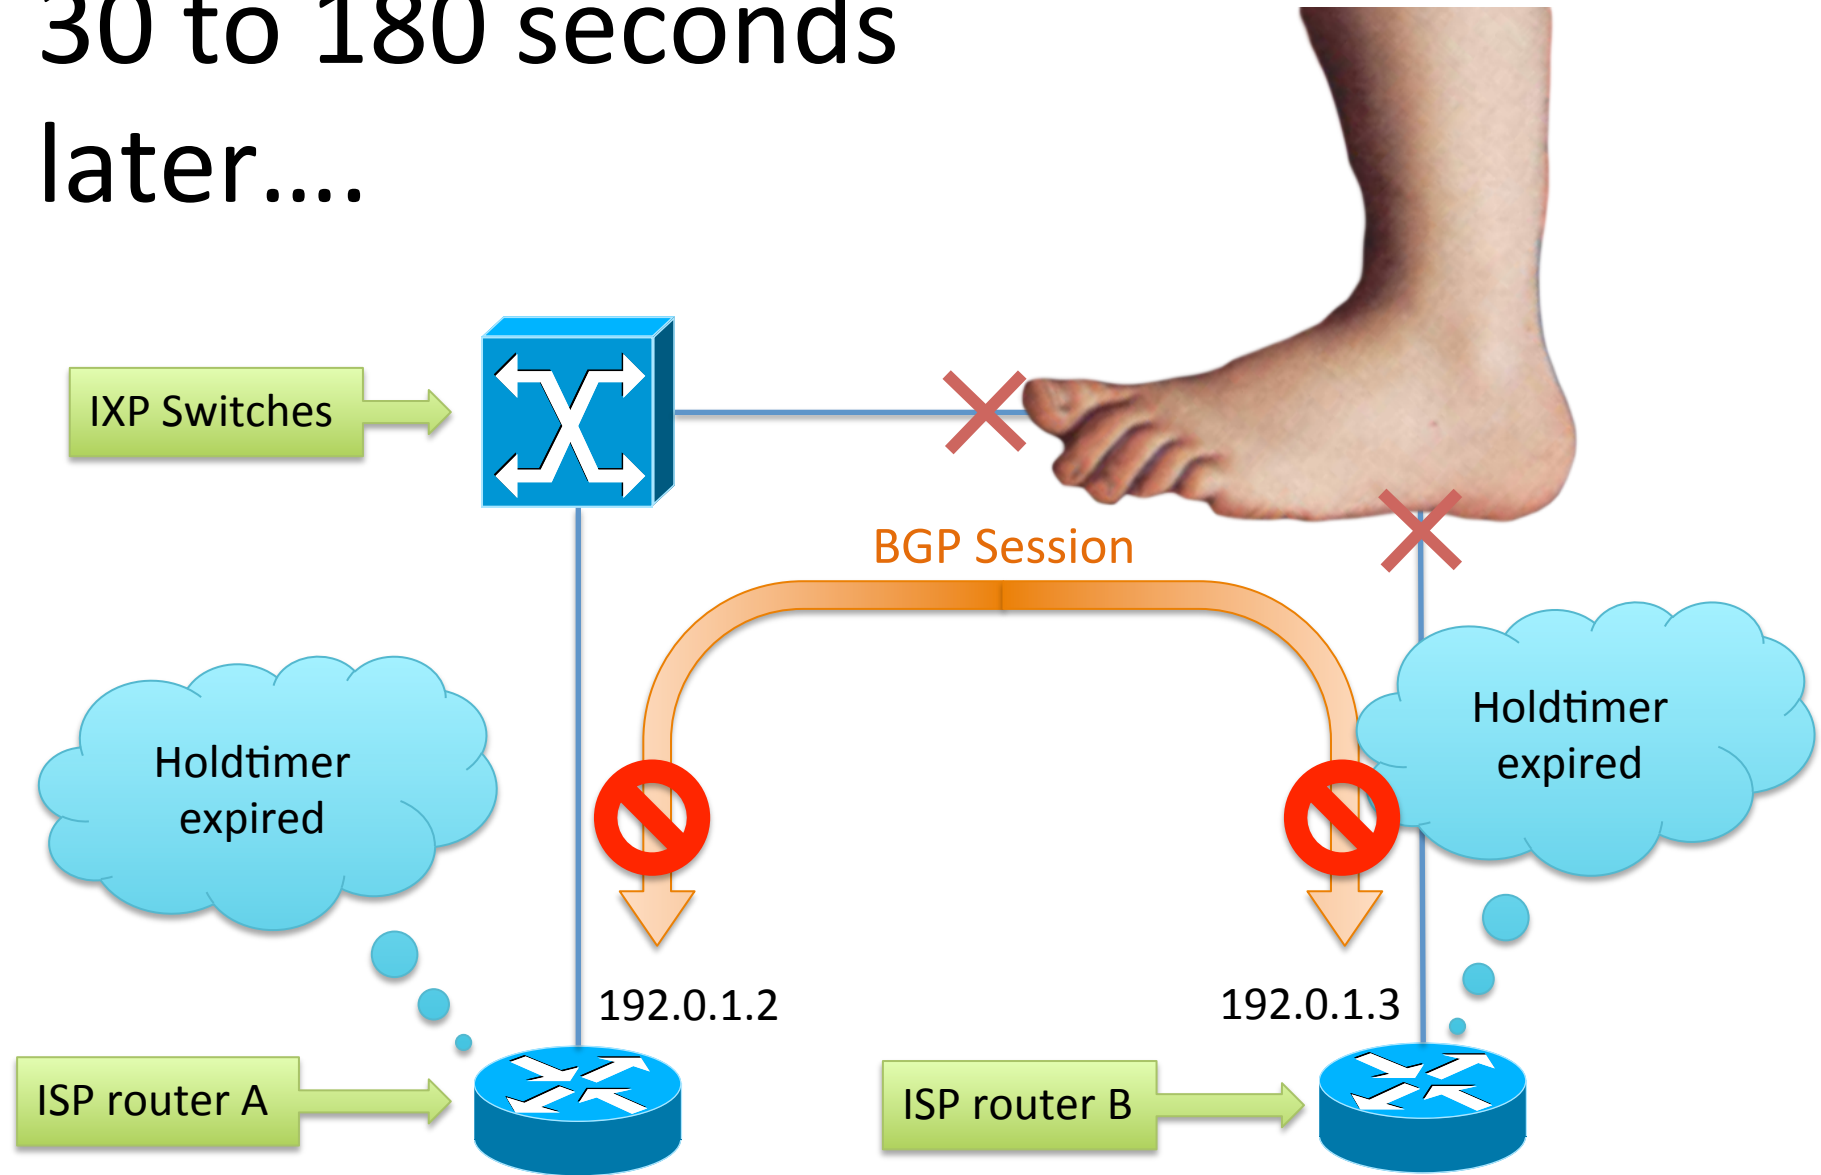 30 to 180 seconds
later....
IXP Switches
BGP Session
Holdtimer
expired
Holdtimer
expired
192.0.1.2
192.0.1.3
ISP router A
ISP router B